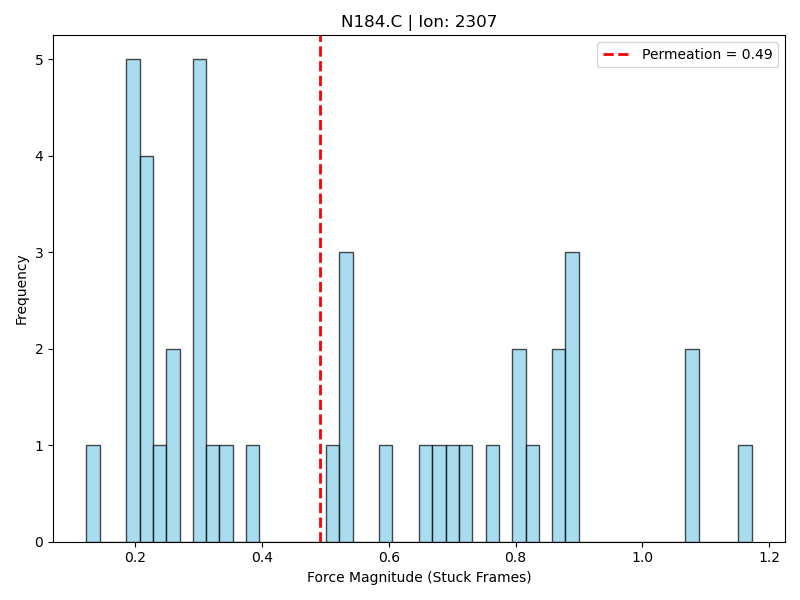 N184.C | Ion: 2307
Permeation = 0.49
Frequency
5
4
3
2
1
0
0.2 0.4 0.6 0.8 1.0 1.2
Force Magnitude (Stuck Frames)